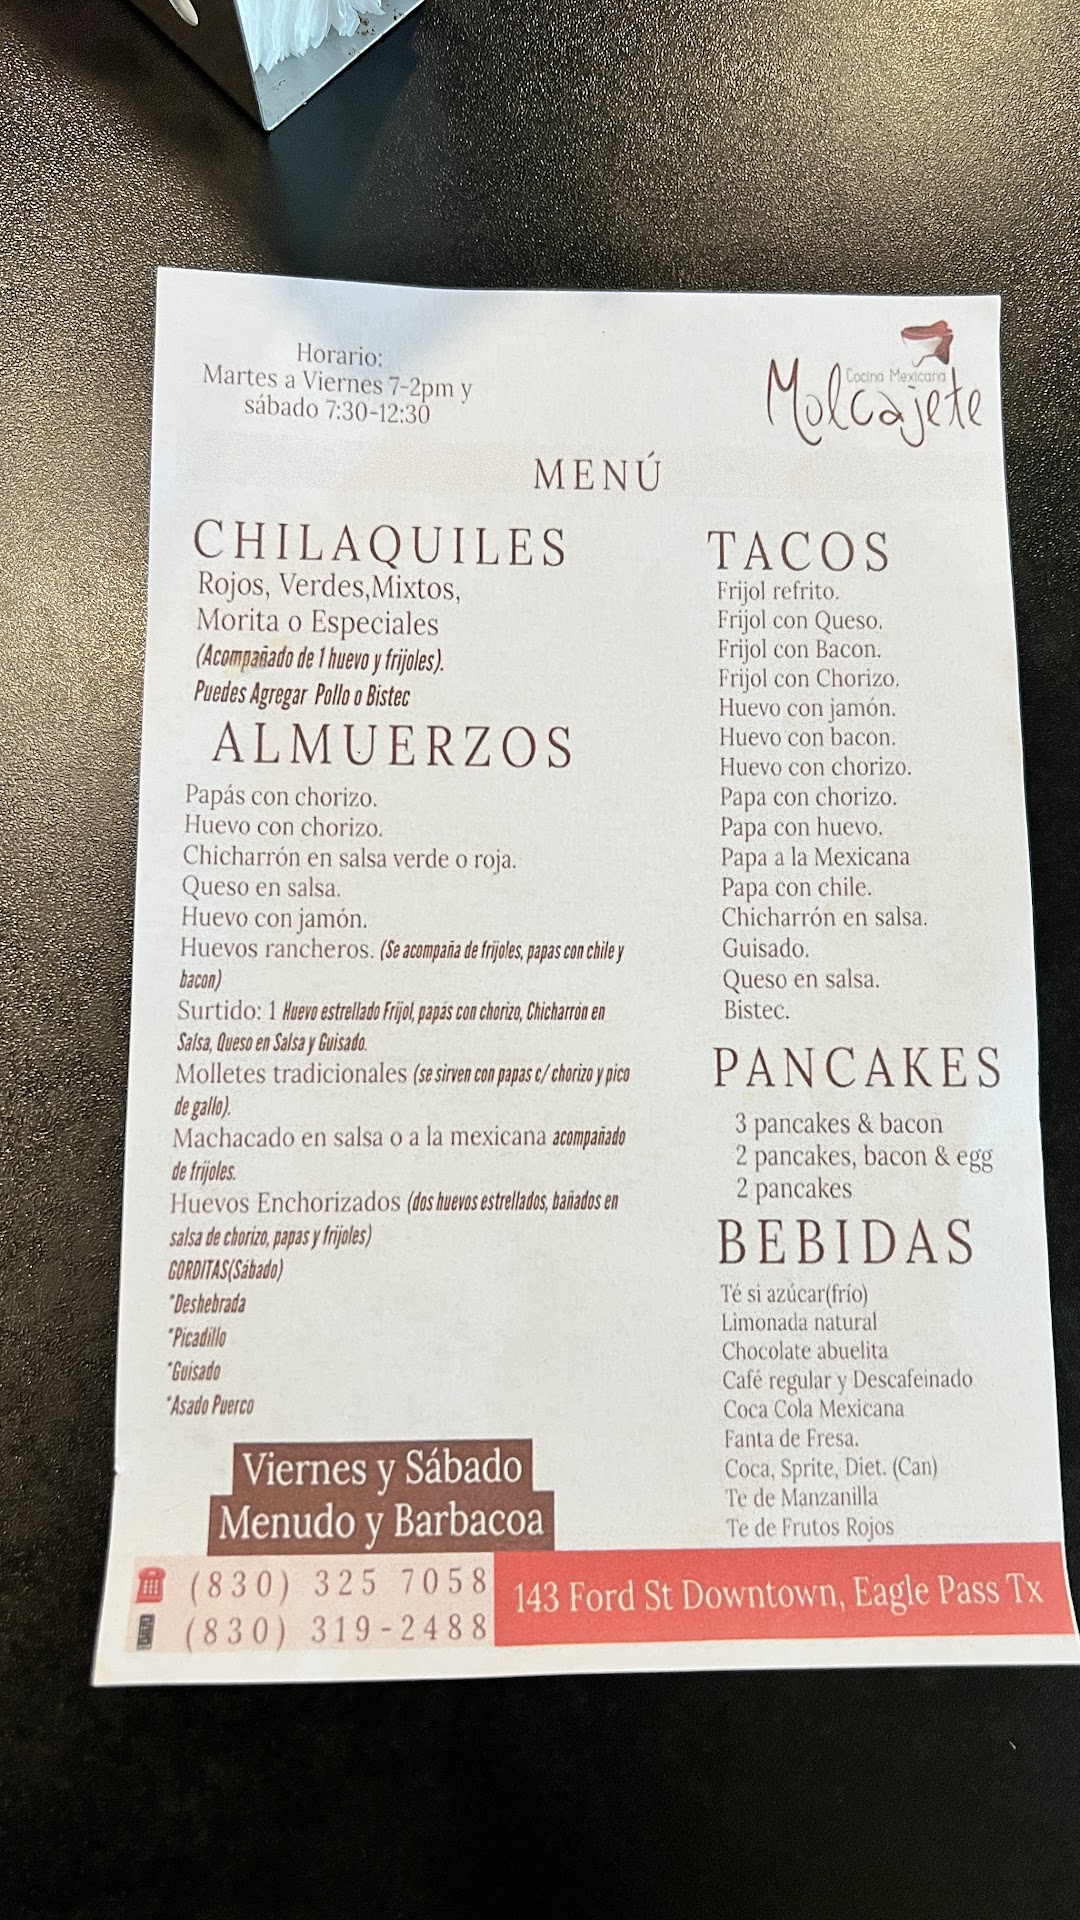 Horario:
Martes a Viernes 7-2pm y
sábado 7:30-12:30
Cocina Mexicana
Molcajete
MENÚ
CHILAQUILES
Rojos, Verdes,Mixtos,
Morita o Especiales
(Acompañado de 1 huevo y frijoles).
Puedes Agregar Pollo o Bistec
ALMUERZOS
Papás con chorizo.
Huevo con chorizo.
Chicharrón en salsa verde o roja.
Queso en salsa.
Huevo con jamón.
Huevos rancheros. (Se acompaña de frijoles, papas con chile y
bacon)
Surtido: 1 Huevo estrellado Frijol, papás con chorizo, Chicharrón en
Salsa, Queso en Salsa y Guisado.
Molletes tradicionales (se sirven con papas c/ chorizo y pico
de gallo).
Machacado en salsa o a la mexicana acompañado
de frijoles.
Huevos Enchorizados (dos huevos estrellados, bañados en
salsa de chorizo, papas y frijoles)
GORDITAS(Sábado)
*Deshebrada
*Picadillo
*Guisado
*Asado Puerco
Viernes y Sábado
Menudo y Barbacoa
TACOS
Frijol refrito.
Frijol con Queso.
Frijol con Bacon.
Frijol con Chorizo.
Huevo con jamón.
Huevo con bacon.
Huevo con chorizo.
Papa con chorizo.
Papa con huevo.
Papa a la Mexicana
Papa con chile.
Chicharrón en salsa.
Guisado.
Queso en salsa.
Bistec.
PANCAKES
3 pancakes & bacon
2 pancakes, bacon & egg
2 pancakes
BEBIDAS
Té si azúcar(frío)
Limonada natural
Chocolate abuelita
Café regular y Descafeinado
Coca Cola Mexicana
Fanta de Fresa.
Coca, Sprite, Diet. (Can)
Te de Manzanilla
Te de Frutos Rojos
(830) 325 7058
(830) 319-2488
143 Ford St Downtown, Eagle Pass Tx